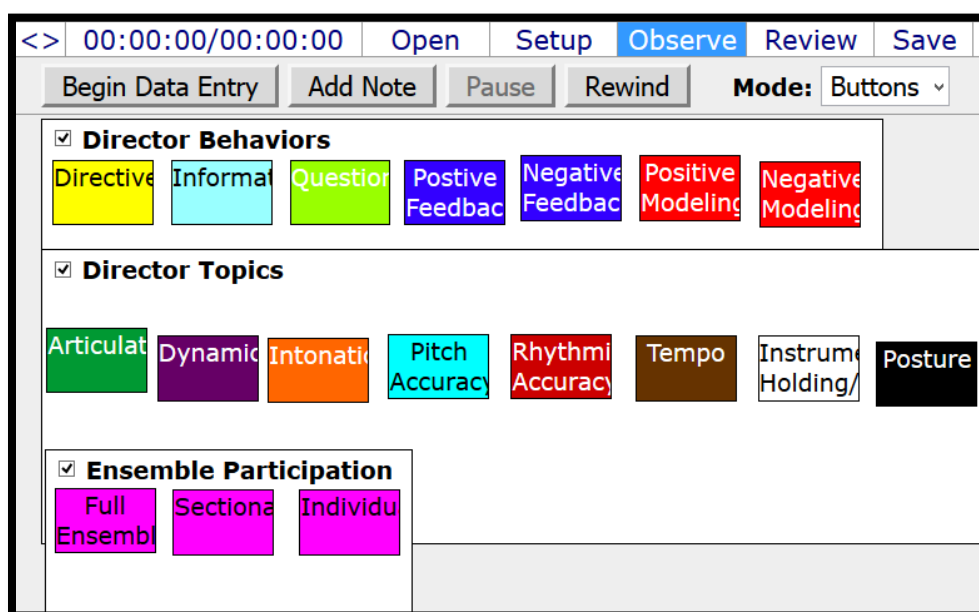 <> 00:00:00/00:00:00 Open Setup Observe Review Save
Begin Data Entry Add Note Pause Rewind Mode: Buttons
Director Behaviors
Directive Informat Question Postive Feedbac Negative Feedbac Positive Modeling Negative Modeling
Director Topics
Articulat Dynamic Intonatio Pitch Accuracy Rhythmi Accuracy Tempo Instrume Holding/ Posture
Ensemble Participation
Full Ensembl Sectiona Individu